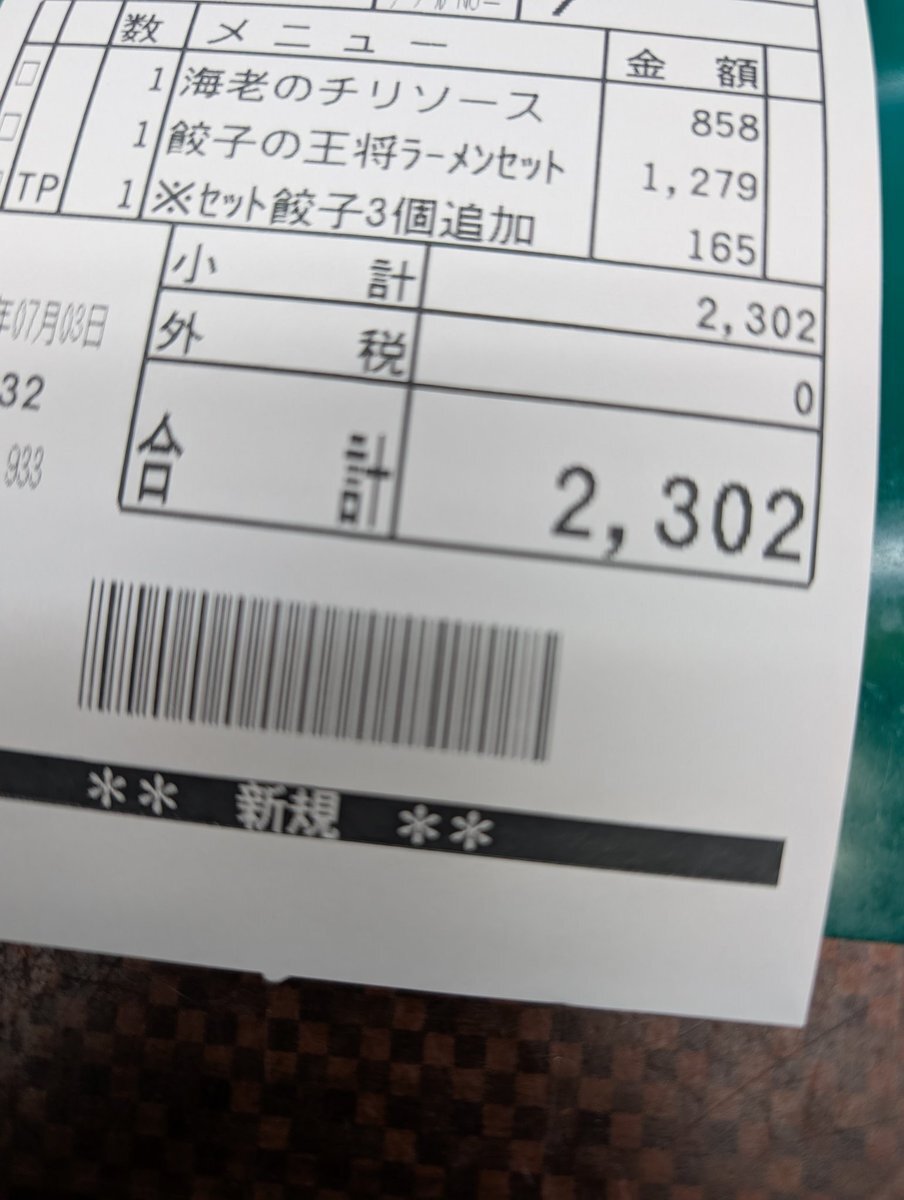 数 メニュー 金額
1 海老のチリソース 858
1 餃子の王将ラーメンセット 1,279
TP 1 ※セット餃子3個追加 165
小計 2,302
年07月03日
外税 0
32
933
合計 2,302
** 新規 **